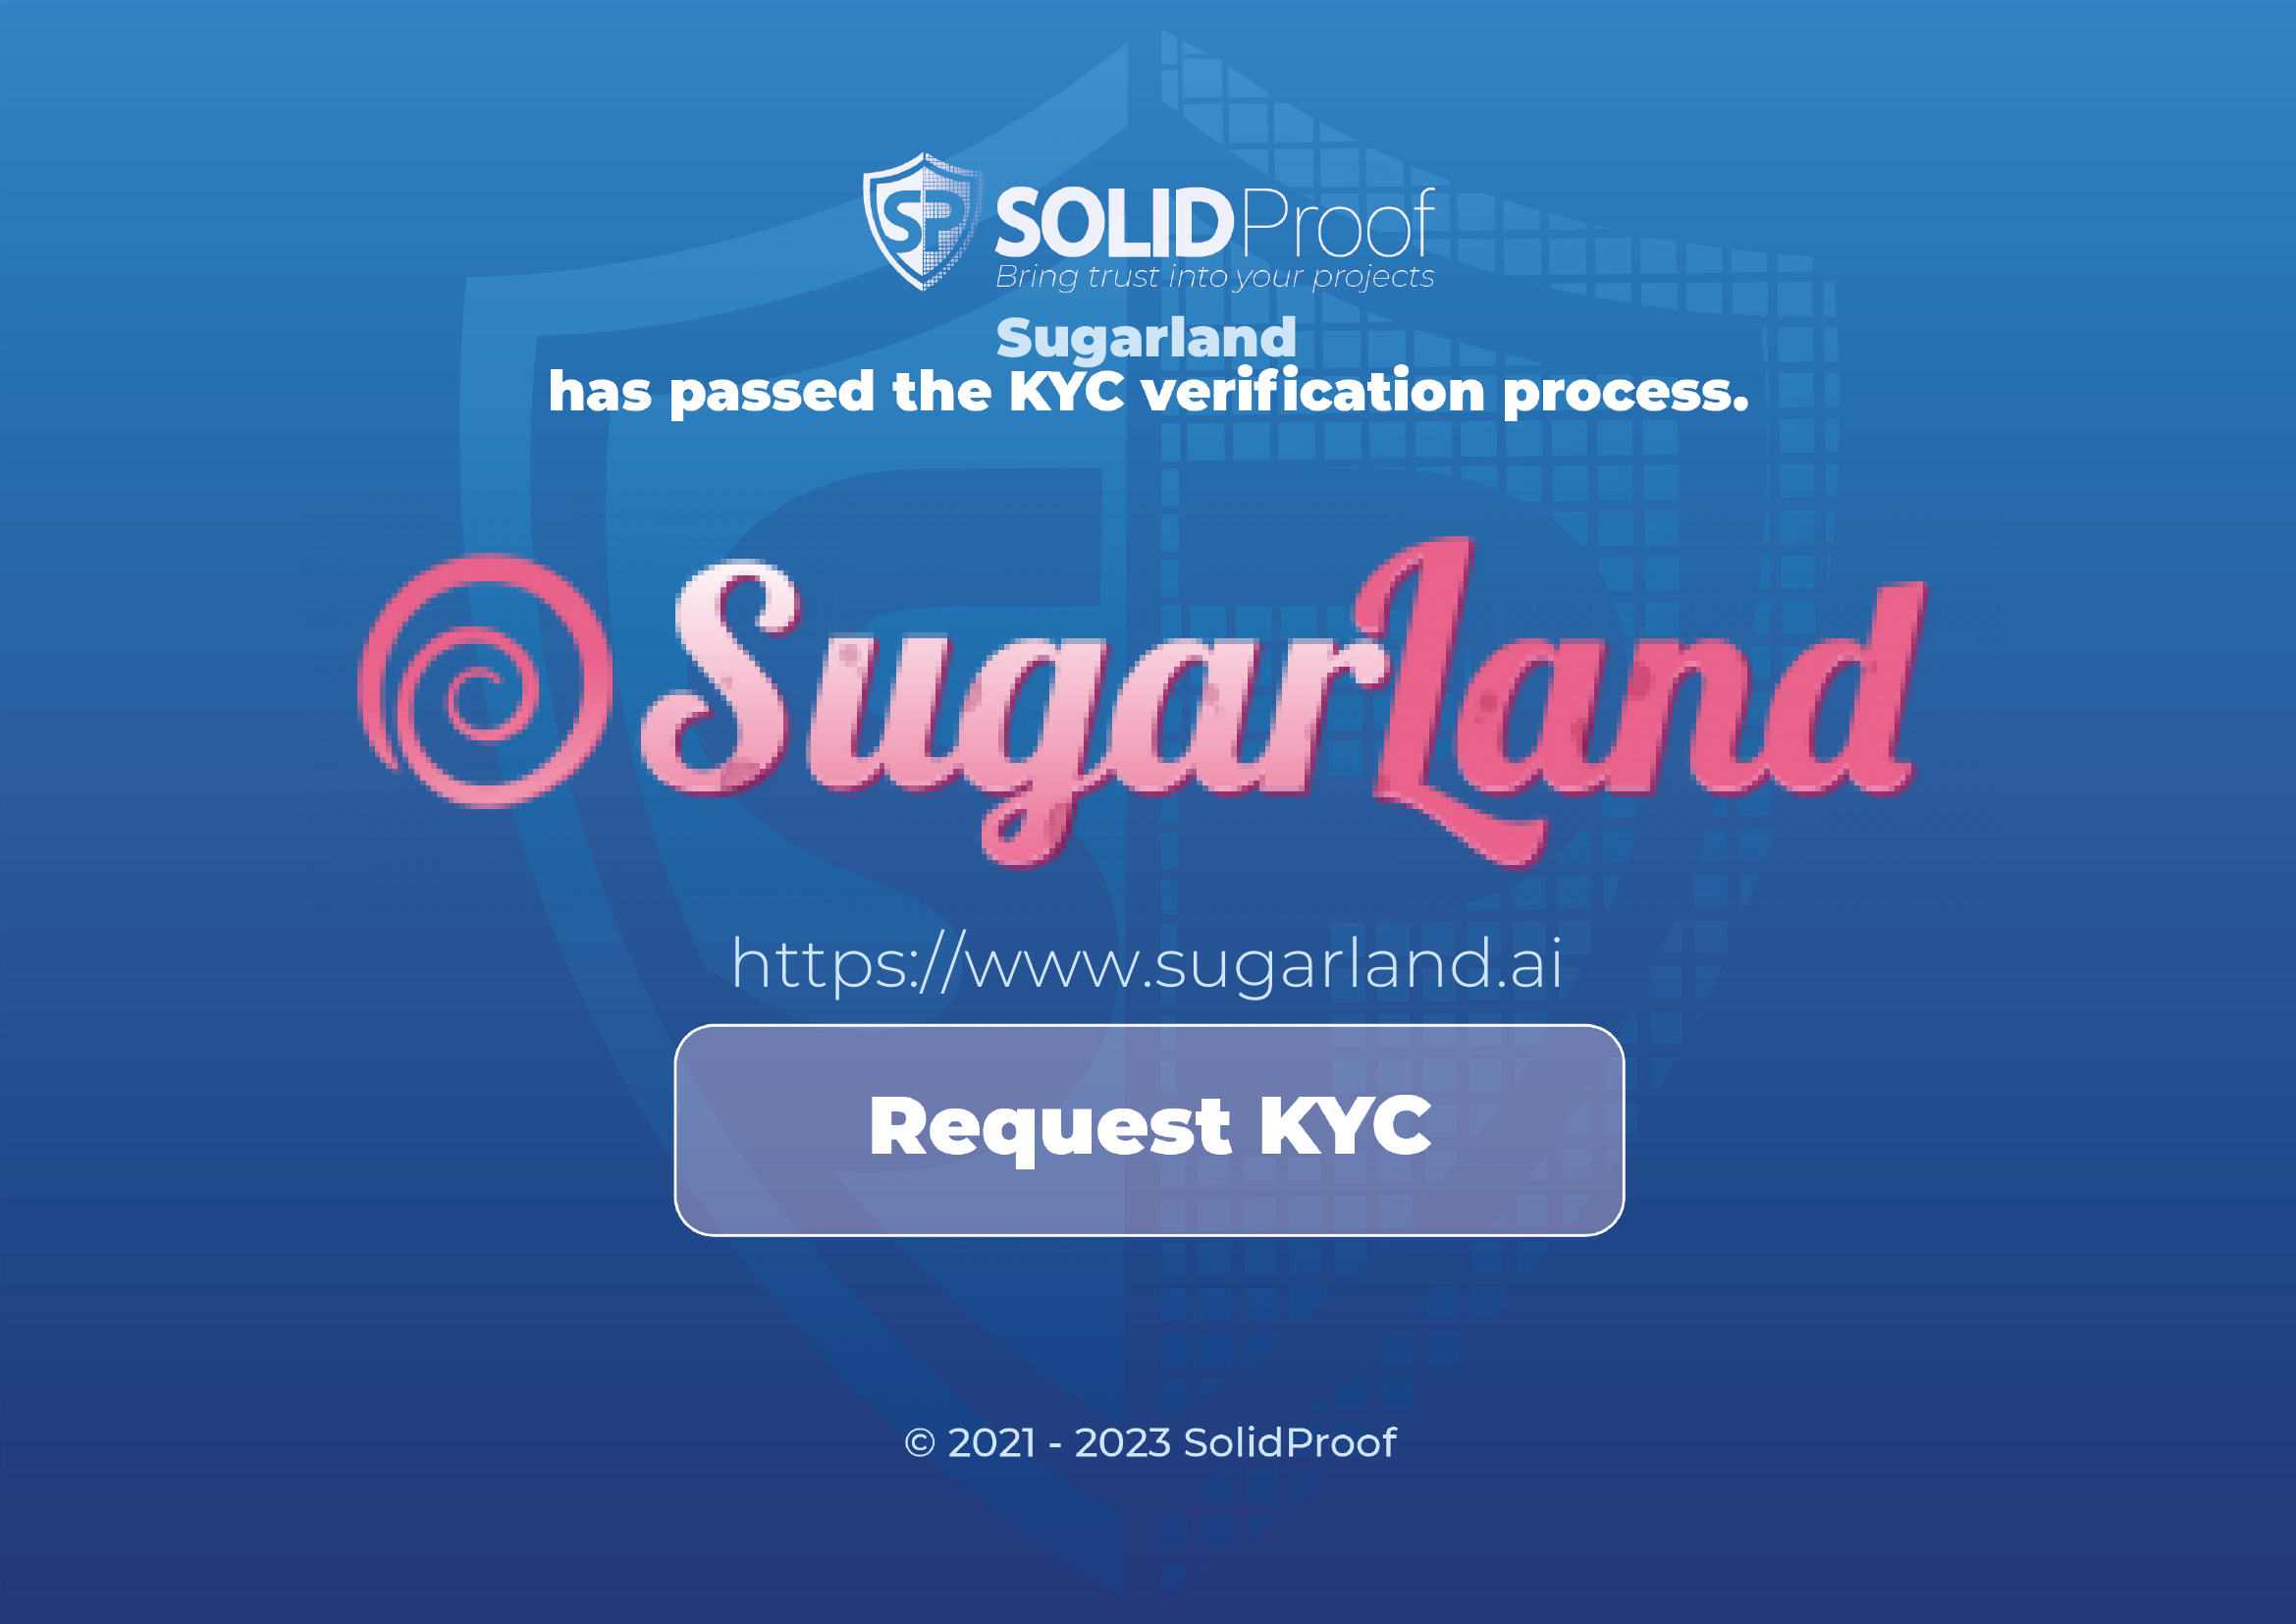 SP SOLIDProof
Bring trust into your projects
Sugarland
has passed the KYC verification process.
SugarLand
https://www.sugarland.ai
Request KYC
© 2021 - 2023 SolidProof